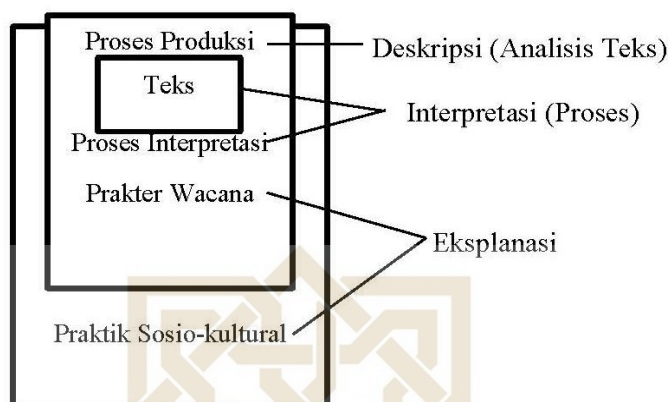 Proses Produksi
Deskripsi (Analisis Teks)
Teks
Interpretasi (Proses)
Proses Interpretasi
Prakter Wacana
Eksplanasi
Praktik Sosio-kultural